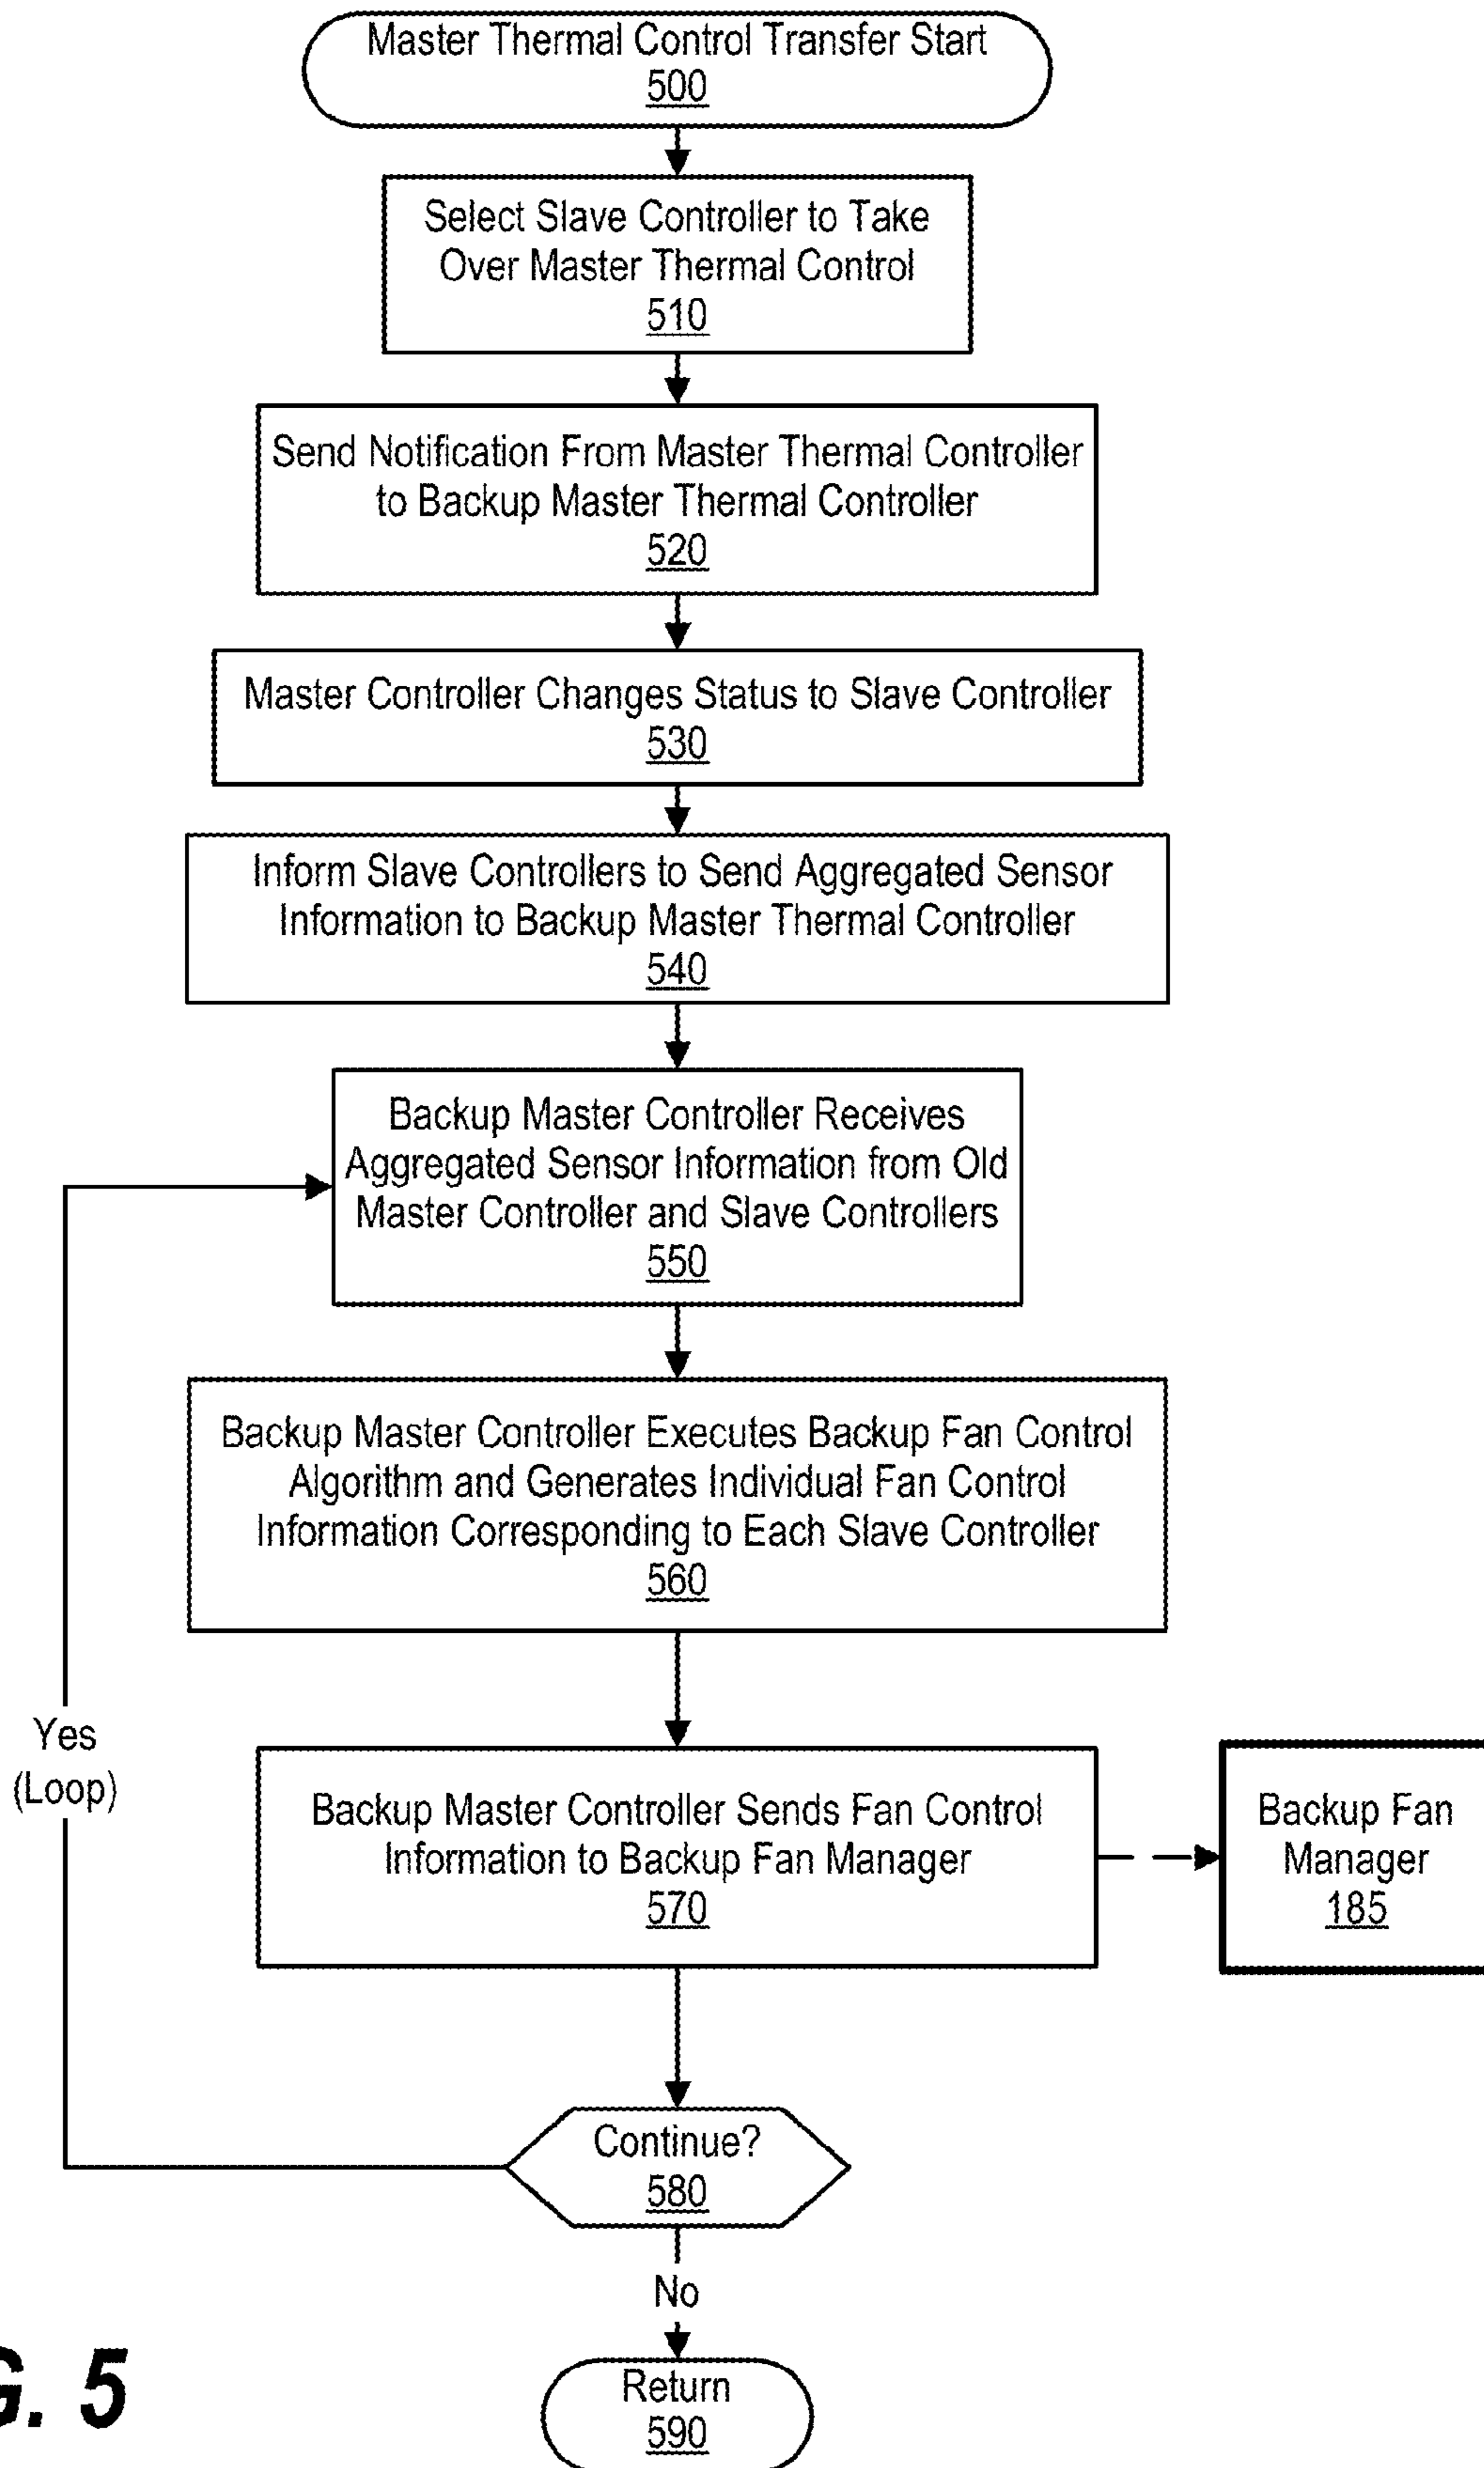 Master Thermal Control Transfer Start
500
Select Slave Controller to Take
Over Master Thermal Control
510
Send Notification From Master Thermal Controller
to Backup Master Thermal Controller
520
Master Controller Changes Status to Slave Controller
530
Inform Slave Controllers to Send Aggregated Sensor
Information to Backup Master Thermal Controller
540
Backup Master Controller Receives
Aggregated Sensor Information from Old
Master Controller and Slave Controllers
550
Backup Master Controller Executes Backup Fan Control
Algorithm and Generates Individual Fan Control
Information Corresponding to Each Slave Controller
560
Yes
(Loop)
Backup Master Controller Sends Fan Control
Information to Backup Fan Manager
570
Backup Fan
Manager
185
Continue?
580
No
Return
590
G. 5